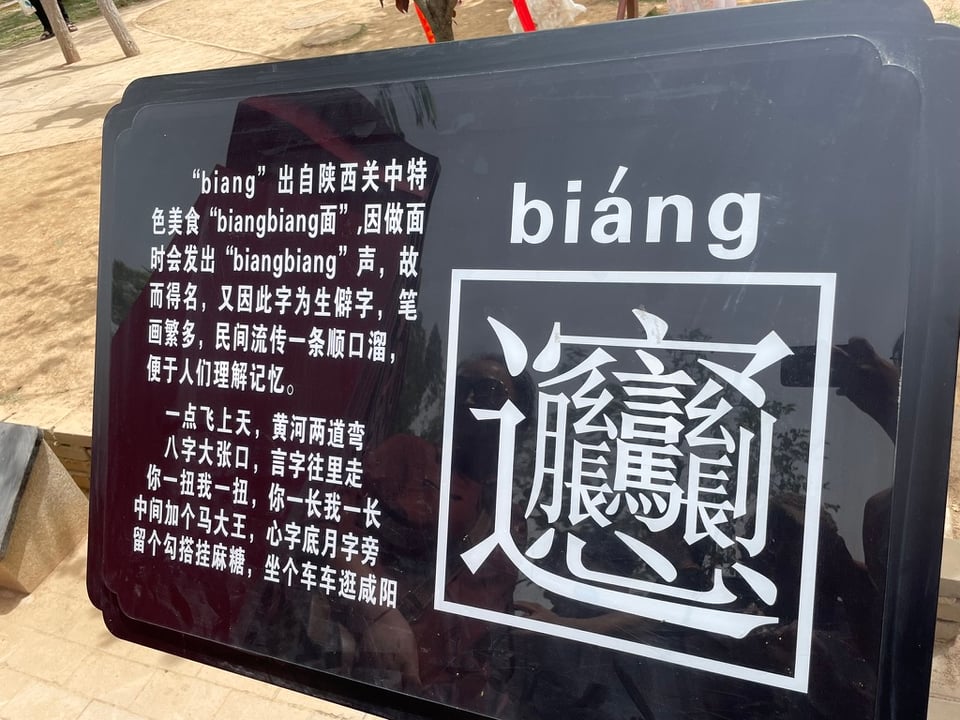 “biang”出自陕西关中特
色美食“biangbiang面”,因做面
时会发出“biangbiang”声，故
而得名，又因此字为生僻字，笔
画繁多，民间流传一条顺口溜，
便于人们理解记忆。
一点飞上天，黄河两道弯
八字大张口，言字往里走
你一扭我一扭，你一长我一长
中间加个马大王，心字底月字旁
留个勾搭挂麻糖，坐个车车逛咸阳
biáng
𰻞